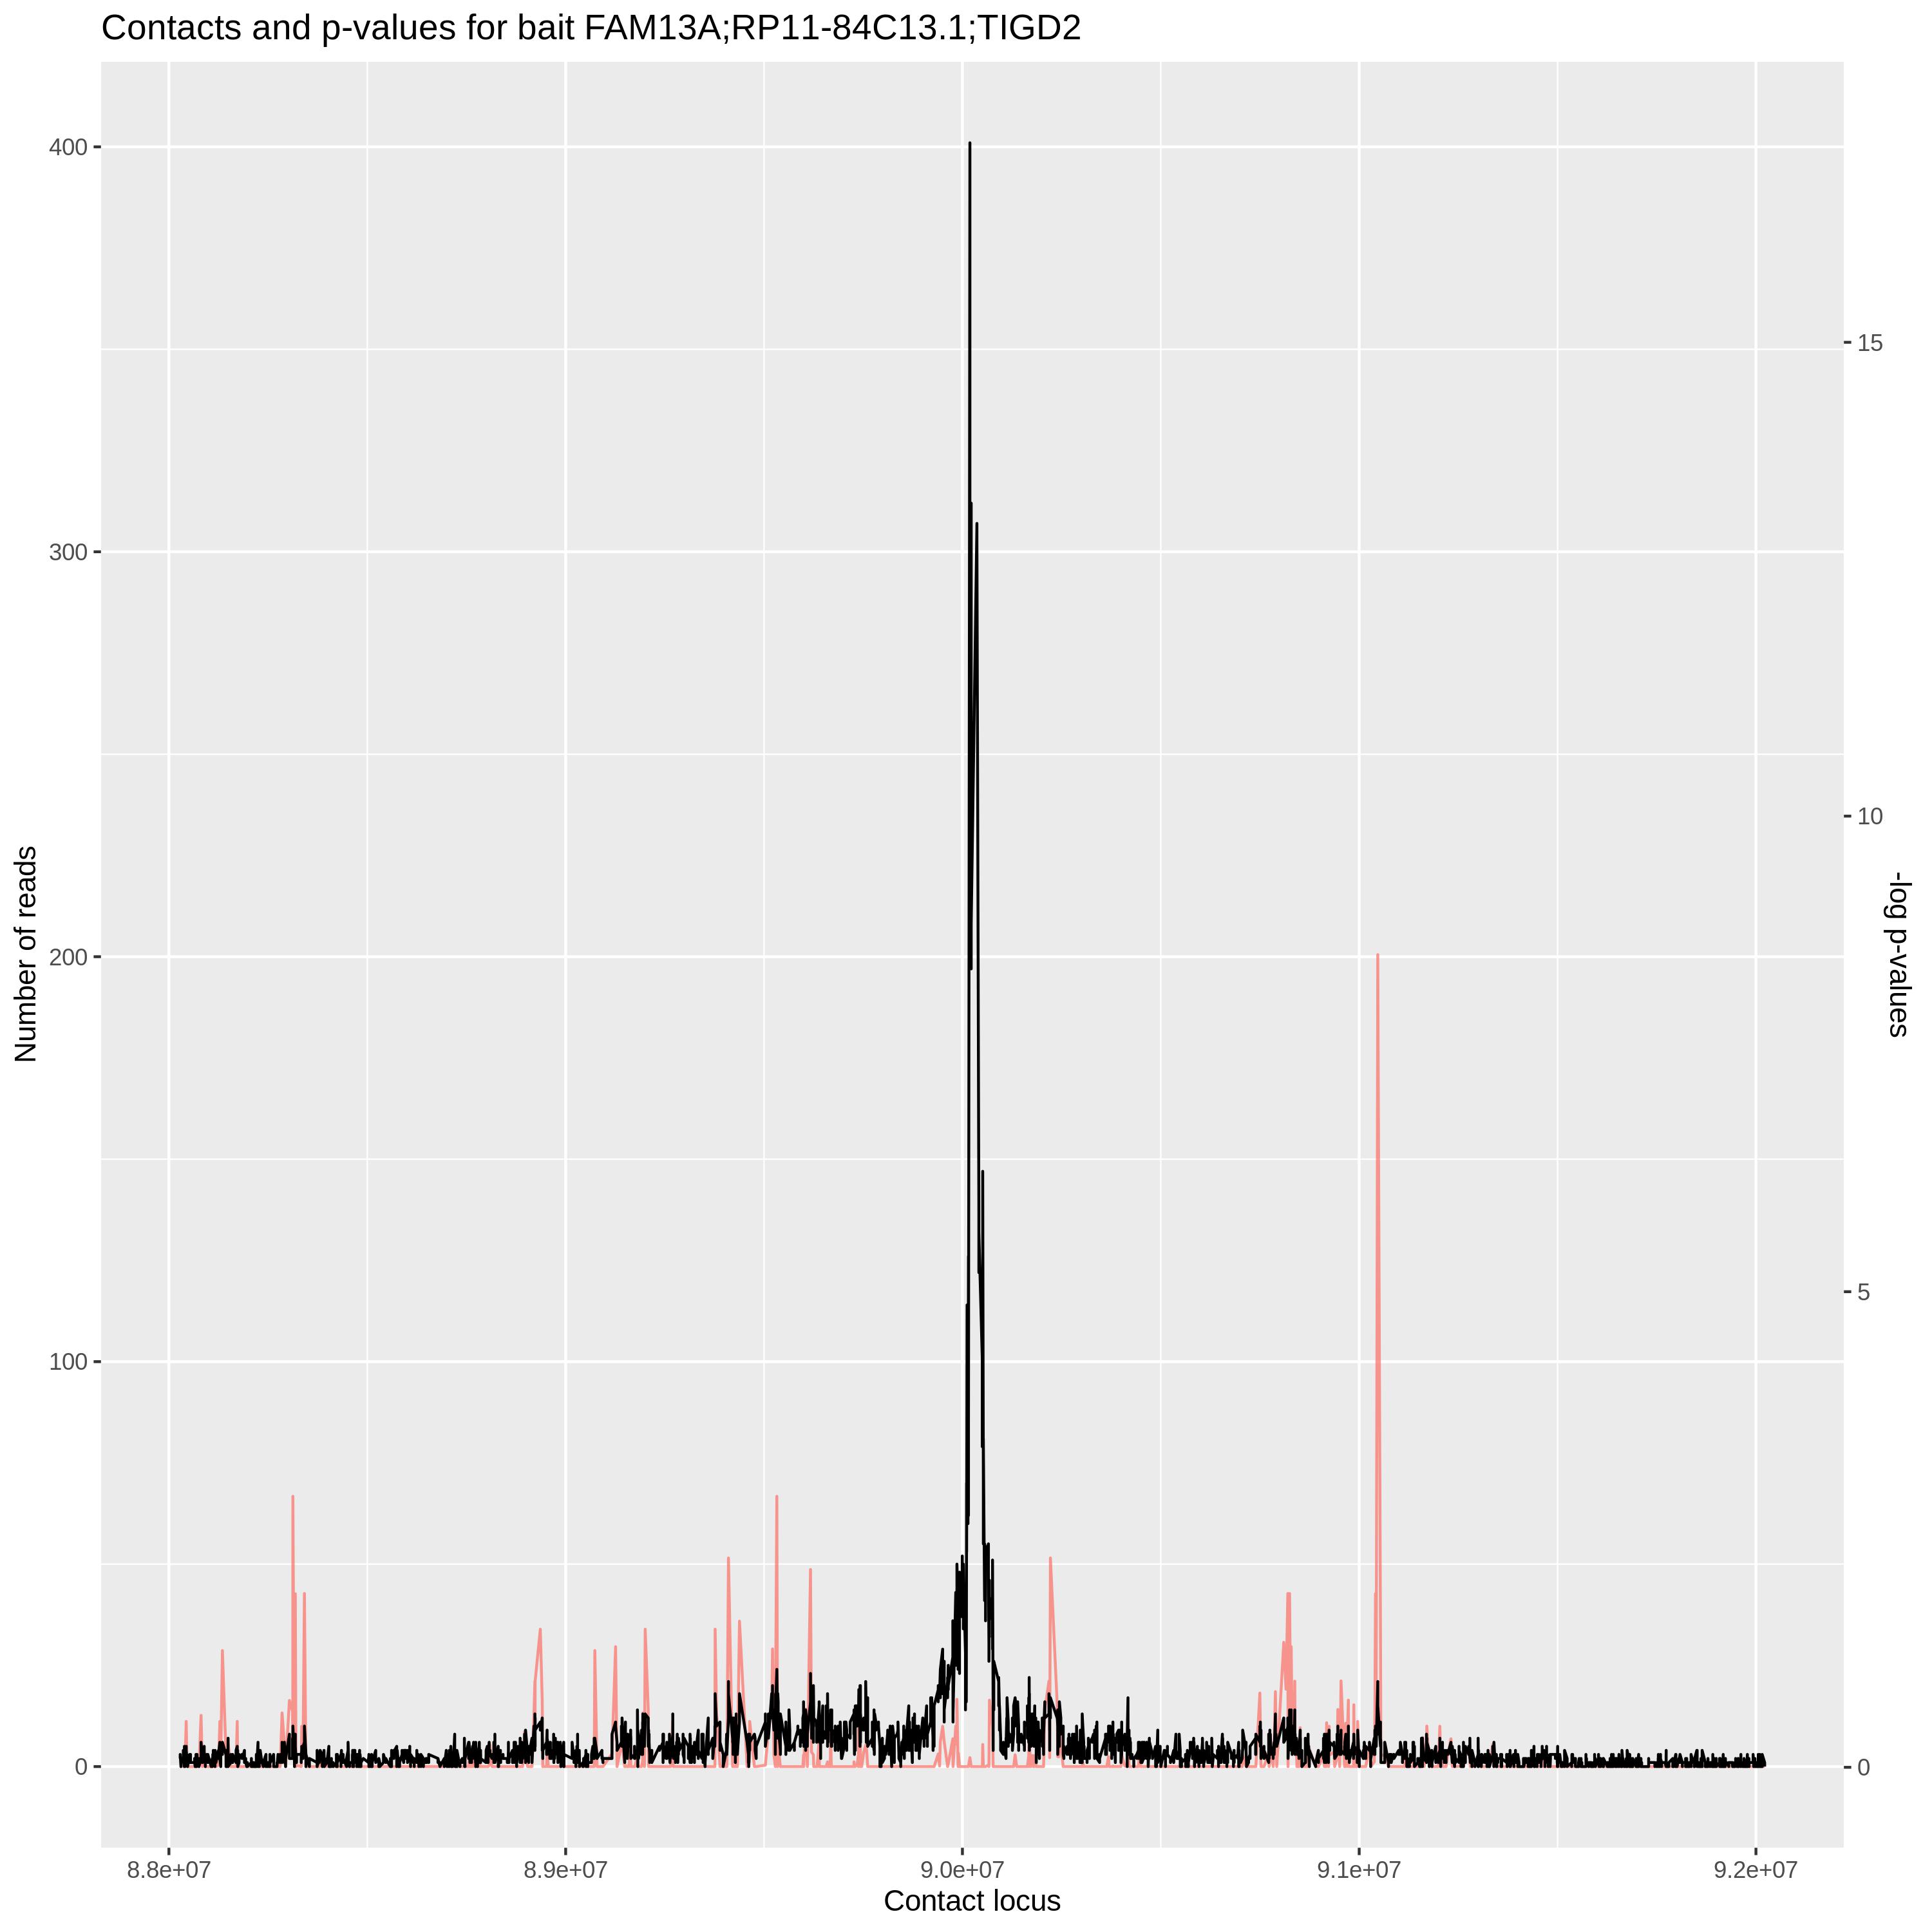 Contacts and p-values for bait FAM13A;RP11-84C13.1;TIGD2
400
300
200
100
0
Number of reads
15
10
5
0
-log p-values
8.8e+07 8.9e+07 9.0e+07 9.1e+07 9.2e+07
Contact locus